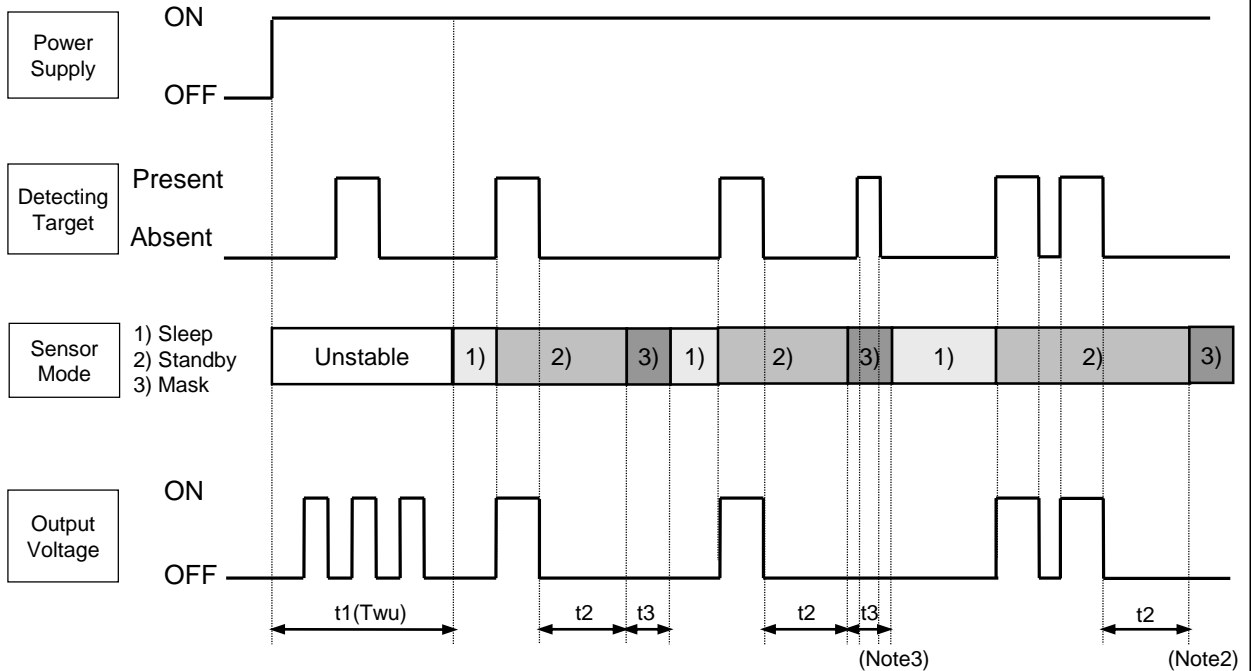 ON
Power
Supply
OFF
Present
Detecting
Target
Absent
Sensor
Mode
1) Sleep
2) Standby
3) Mask
Unstable
1)
2)
3)
1)
2)
3)
1)
2)
3)
ON
Output
Voltage
OFF
t1(Twu)
t2
t3
t2
t3
t2
(Note3)
(Note2)